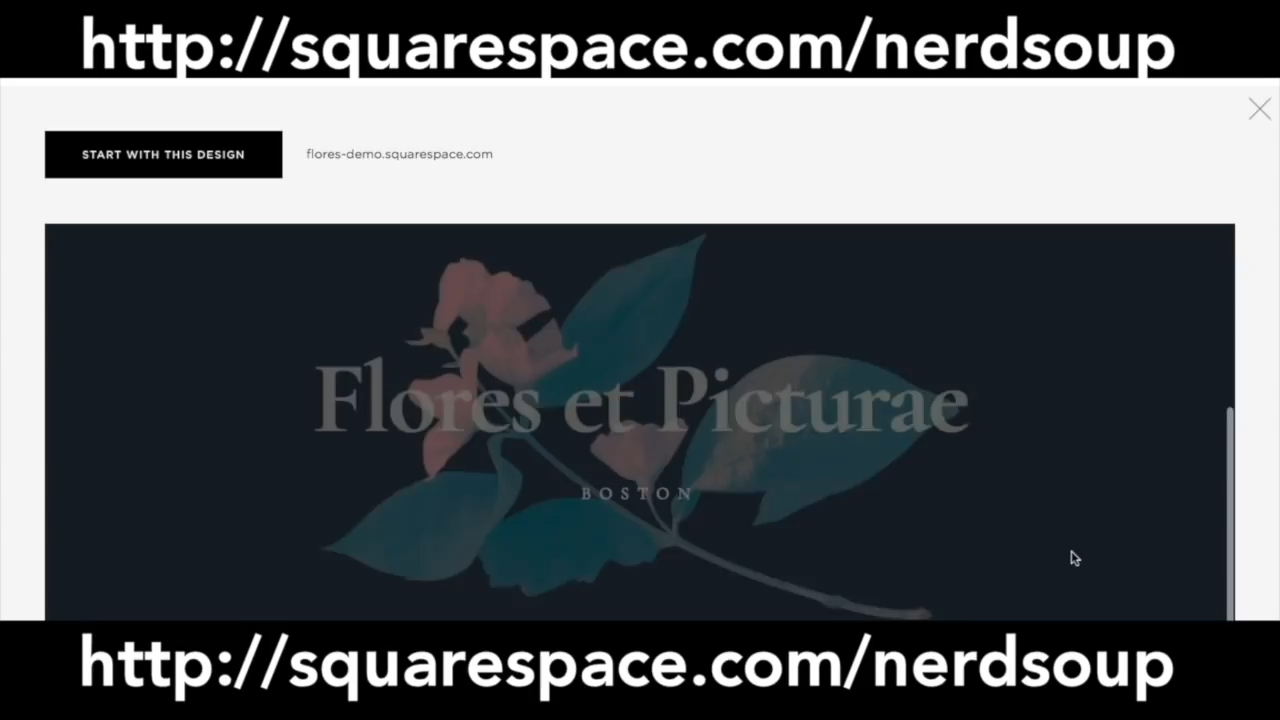 http://squarespace.com/nerdsoup
START WITH THIS DESIGN
flores-demo.squarespace.com
Flores et Picturae
BOSTON
http://squarespace.com/nerdsoup